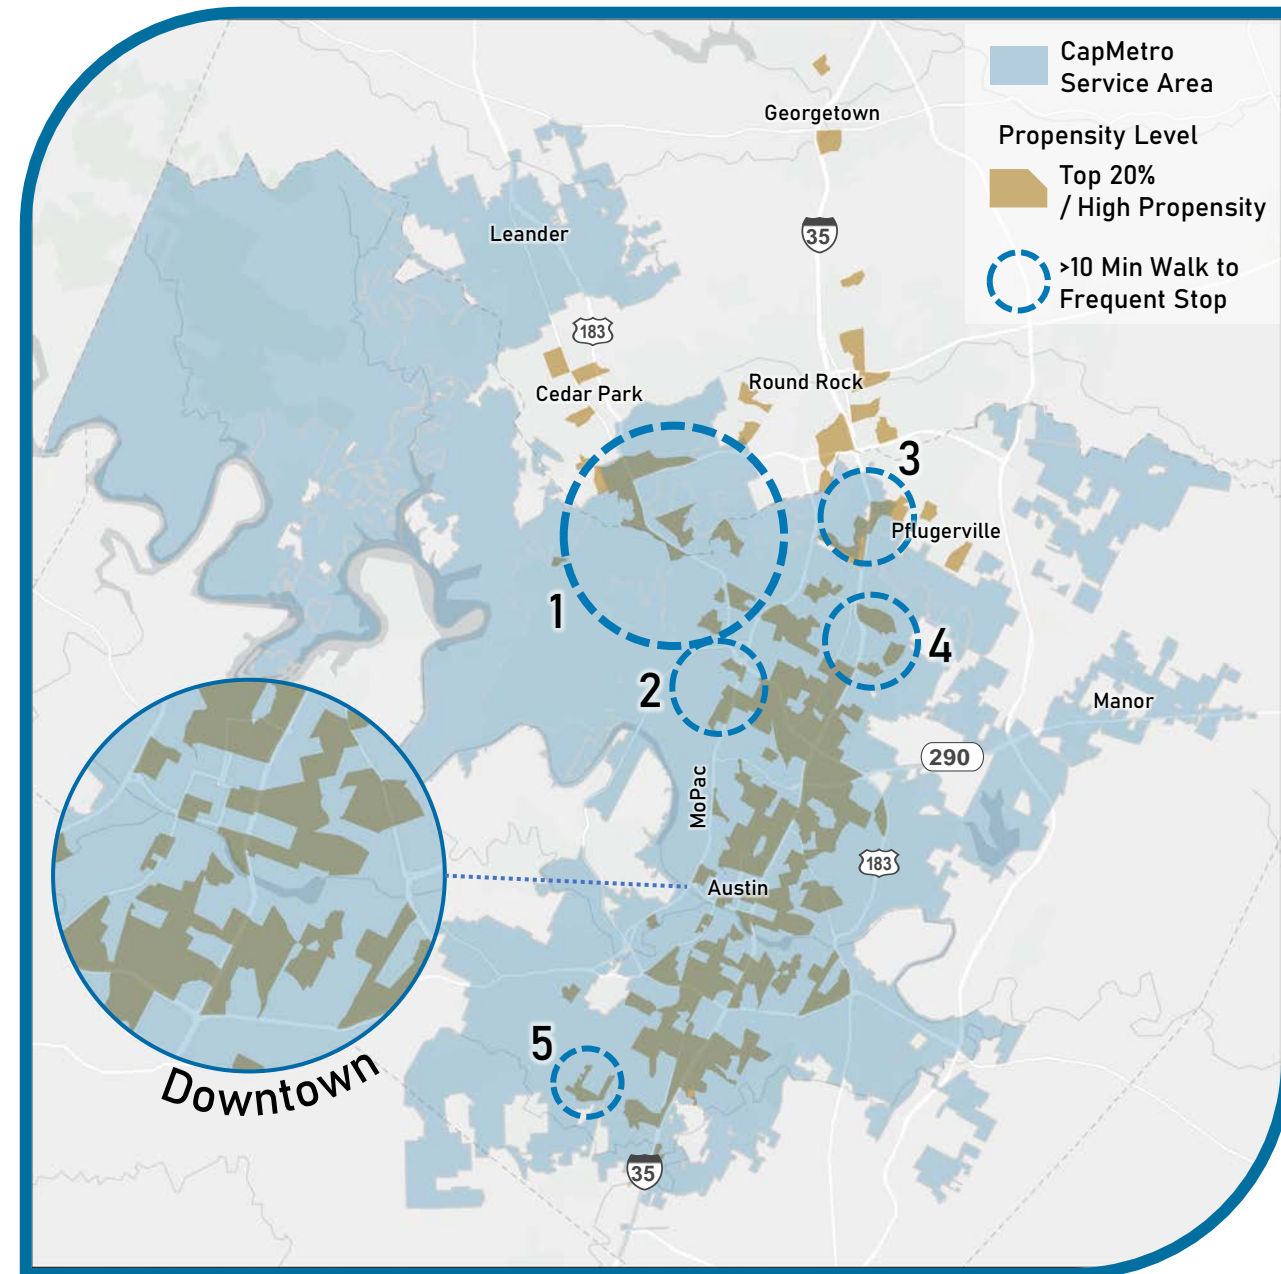 CapMetro
Service Area
Propensity Level
Top 20%
/ High Propensity
>10 Min Walk to
Frequent Stop
Georgetown
35
Leander
183
Cedar Park
Round Rock
3
Pflugerville
1
4
2
Manor
290
MoPac
183
Austin
5
Downtown
35